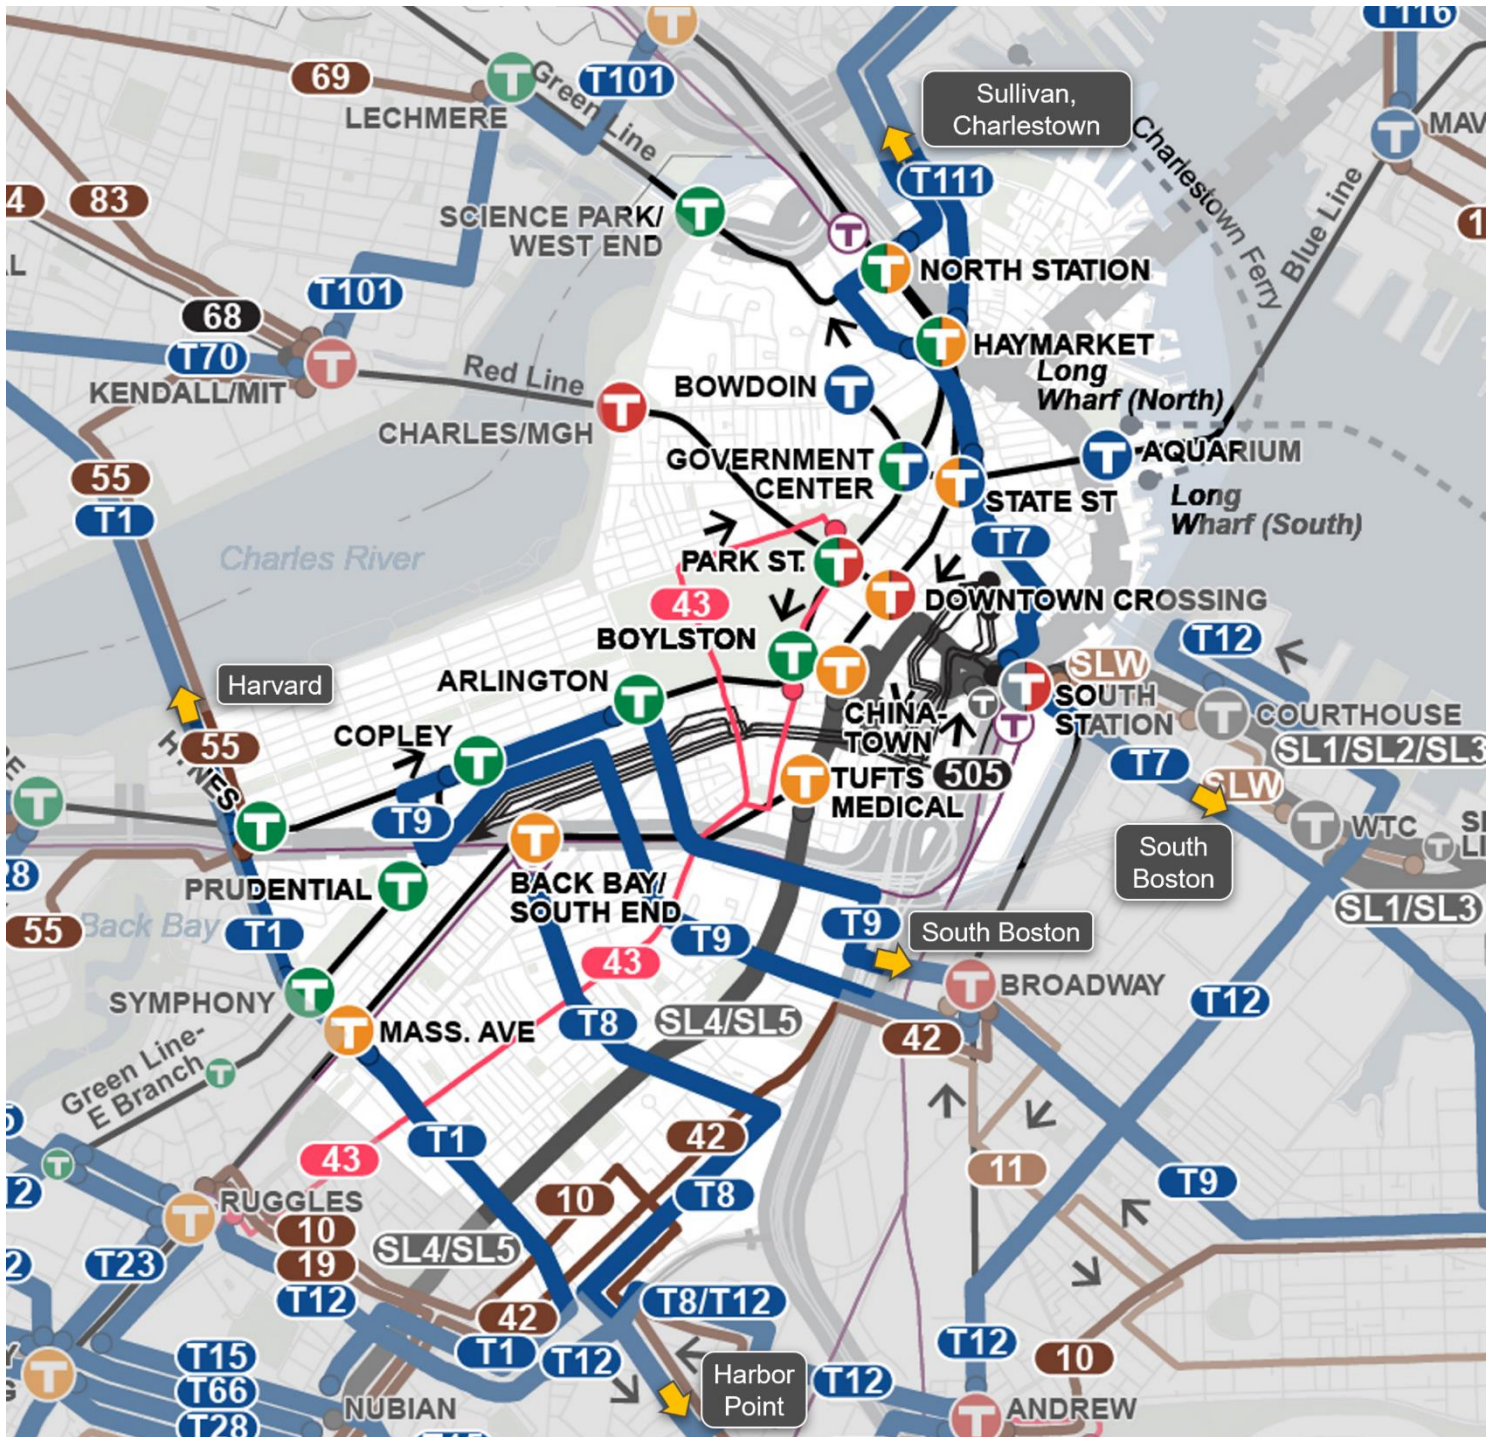 T116
69
Green Line
T101
LECHMERE
Sullivan,
Charlestown
Charlestown Ferry
MAV
4
83
T111
SCIENCE PARK/
WEST END
T
NORTH STATION
Blue Line
T101
68
T70
KENDALL/MIT
Red Line
HAYMARKET
Long
Wharf (North)
BOWDOIN
CHARLES/MGH
GOVERNMENT
CENTER
AQUARIUM
STATE ST
Long
Wharf (South)
55
T1
Charles River
T7
PARK ST.
43
DOWNTOWN CROSSING
BOYLSTON
T12
SLW
Harvard
ARLINGTON
SOUTH
STATION
COURTHOUSE
CHINA-
TOWN
COPLEY
55
HYNES
SL1/SL2/SL3
T7
SLW
505
TUFTS
MEDICAL
T9
WTC
South
Boston
PRUDENTIAL
BACK BAY/
SOUTH END
SL1/SL3
55
Back Bay
T1
T9
T9
South Boston
43
BROADWAY
SYMPHONY
MASS. AVE
T8
SL4/SL5
T12
42
Green Line-
E Branch
T1
42
43
11
T9
T8
10
RUGGLES
10
SL4/SL5
19
T23
T12
T8/T12
42
T1
T12
T12
10
T15
T66
T28
Harbor
Point
T12
NUBIAN
ANDREW